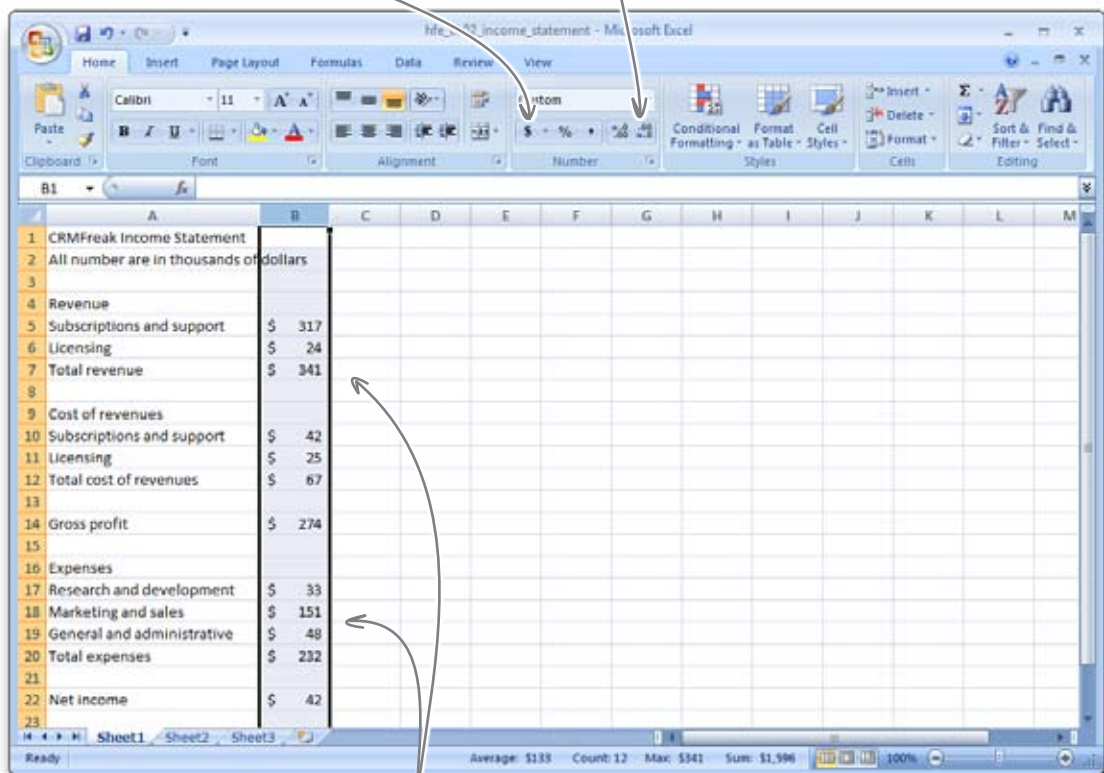 Microsoft Excel
Home Insert Page Layout Formulas Data Review View
Calibri 11
Paste
B I U
$ % ,
Conditional Formatting
Format as Table
Cell Styles
Insert
Delete
Format
Σ
Sort & Filter
Find & Select
Clipboard Font Alignment Number Styles Cells Editing
B1 fx
A B C D E F G H I J K L M
1 CRMFreak Income Statement
2 All number are in thousands of dollars
3
4 Revenue
5 Subscriptions and support $ 317
6 Licensing $ 24
7 Total revenue $ 341
8
9 Cost of revenues
10 Subscriptions and support $ 42
11 Licensing $ 25
12 Total cost of revenues $ 67
13
14 Gross profit $ 274
15
16 Expenses
17 Research and development $ 33
18 Marketing and sales $ 151
19 General and administrative $ 48
20 Total expenses $ 232
21
22 Net income $ 42
23
Sheet1 Sheet2 Sheet3
Ready Average: $133 Count: 12 Max: $341 Sum: $1,596 100%